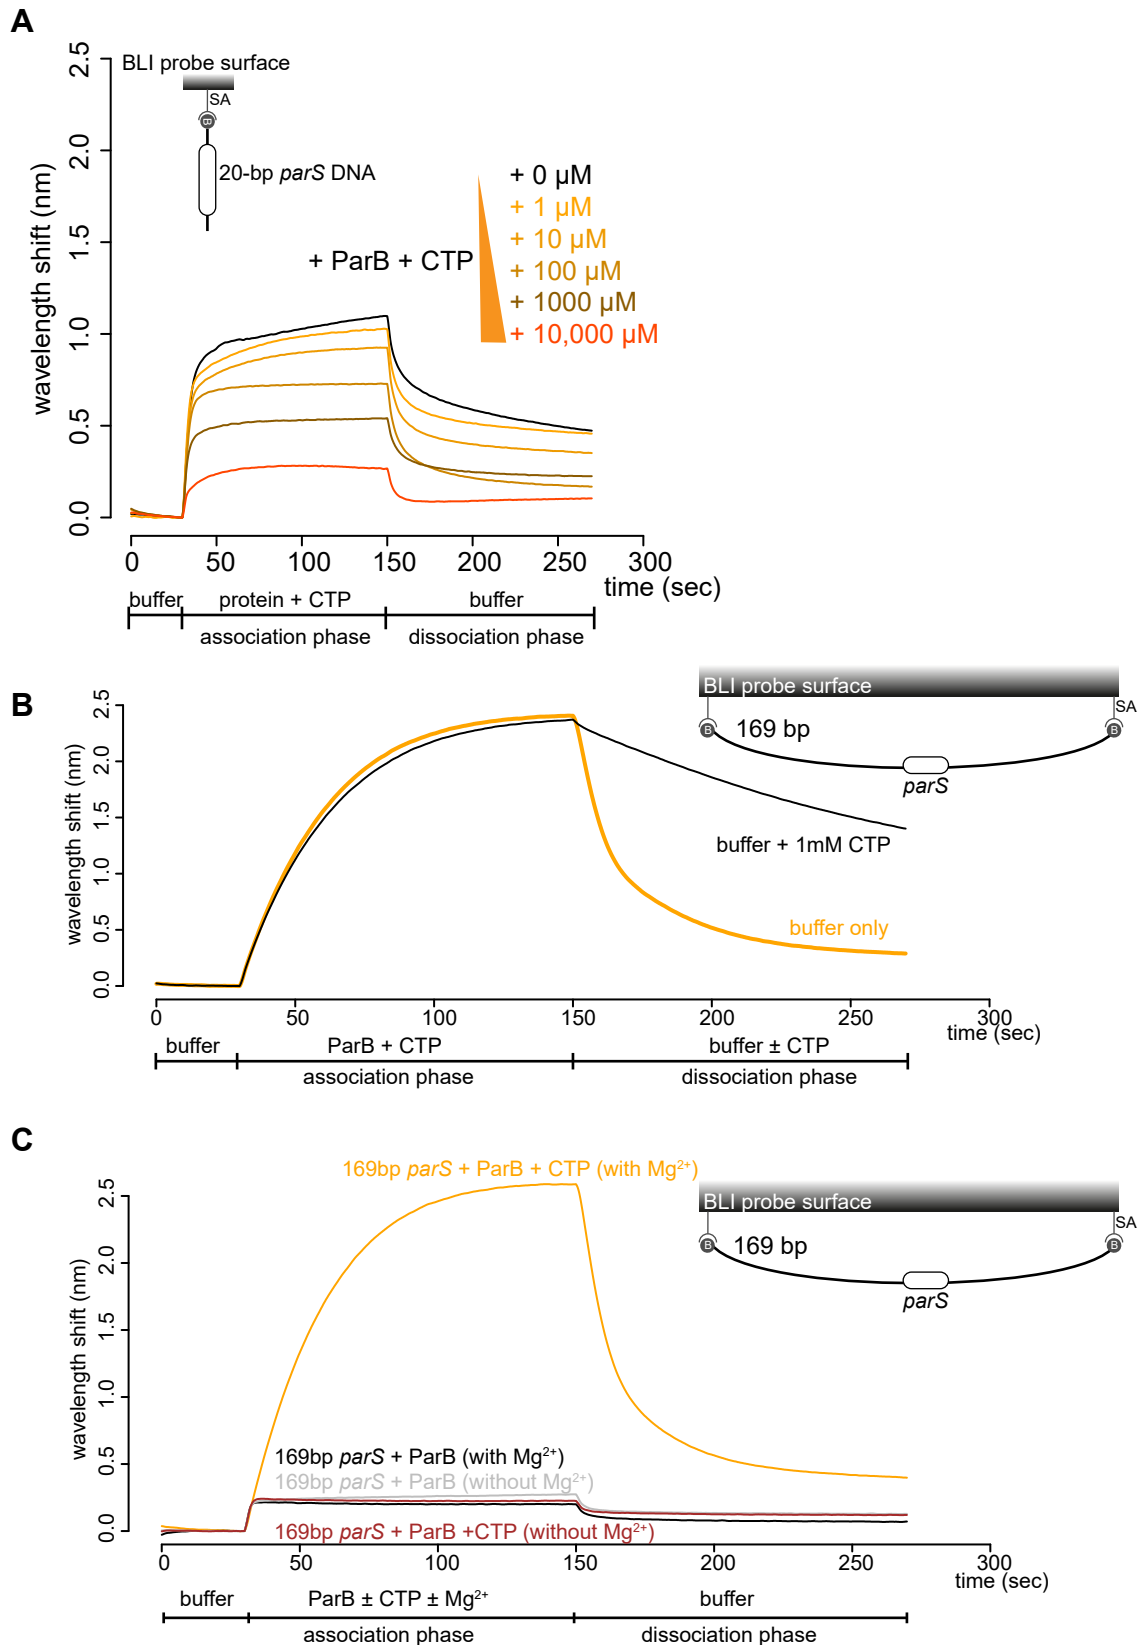 A
BLI probe surface
SA
B
20-bp parS DNA
+ ParB + CTP
+ 0 µM
+ 1 µM
+ 10 µM
+ 100 µM
+ 1000 µM
+ 10,000 µM
wavelength shift (nm)
2.5
2.0
1.5
1.0
0.5
0.0
0 50 100 150 200 250 300
time (sec)
buffer protein + CTP buffer
association phase dissociation phase
B
BLI probe surface
SA
B B
169 bp
parS
wavelength shift (nm)
2.5
2.0
1.5
1.0
0.5
0.0
buffer + 1mM CTP
buffer only
0 50 100 150 200 250 300
time (sec)
buffer ParB + CTP buffer ± CTP
association phase dissociation phase
C
169bp parS + ParB + CTP (with Mg²⁺)
BLI probe surface
SA
B B
169 bp
parS
wavelength shift (nm)
2.5
2.0
1.5
1.0
0.5
0.0
169bp parS + ParB (with Mg²⁺)
169bp parS + ParB (without Mg²⁺)
169bp parS + ParB +CTP (without Mg²⁺)
0 50 100 150 200 250 300
time (sec)
buffer ParB ± CTP ± Mg²⁺ buffer
association phase dissociation phase